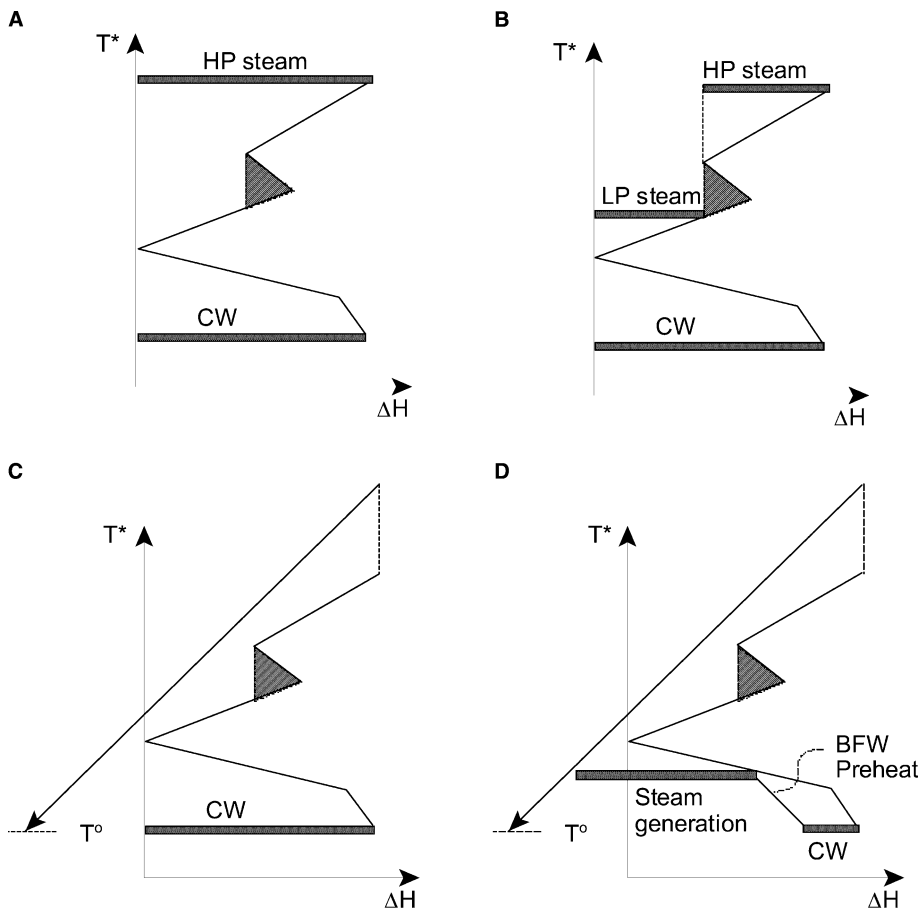 A
T*
HP steam
CW
ΔH
B
T*
HP steam
LP steam
CW
ΔH
C
T*
CW
T°
ΔH
D
T*
BFW
Preheat
Steam
generation
T°
CW
ΔH